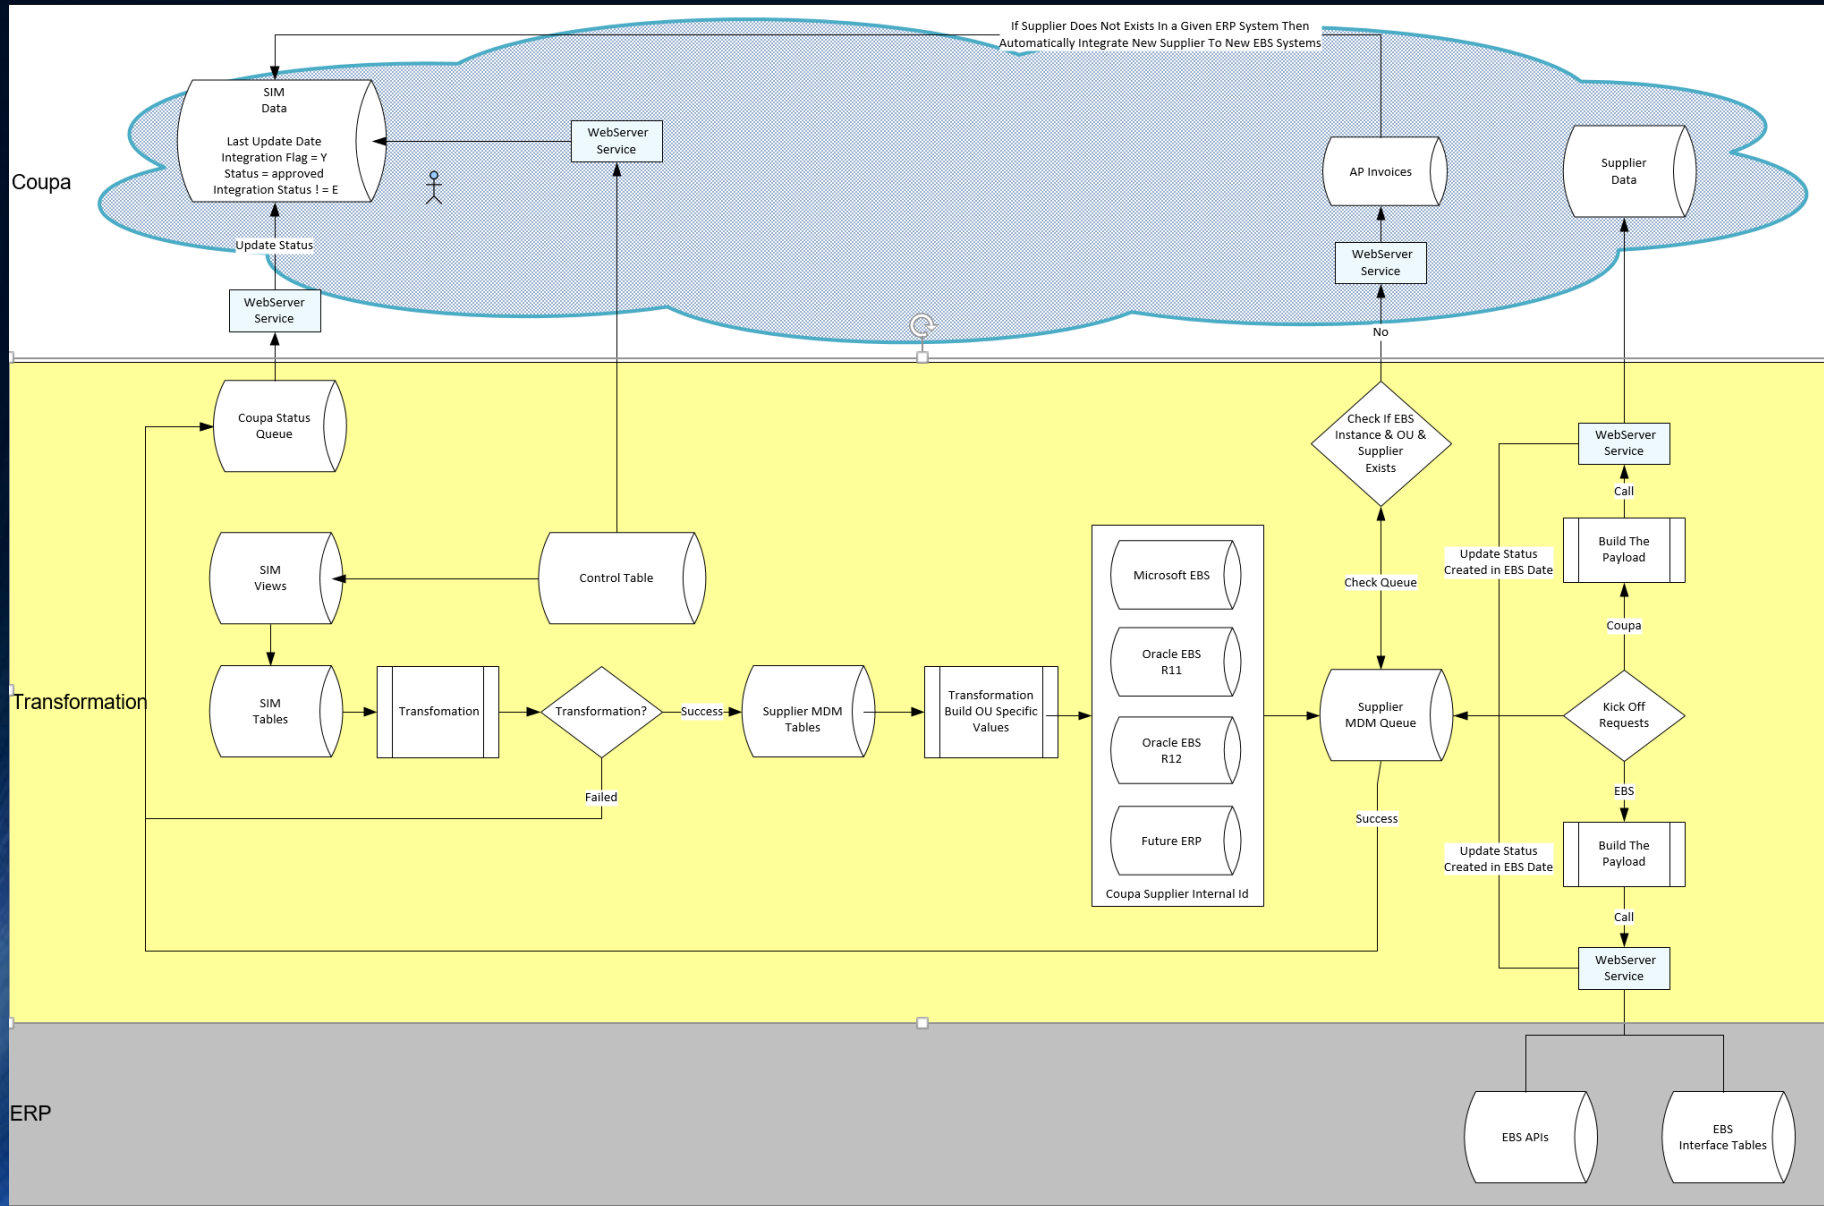 If Supplier Does Not Exists In a Given ERP System Then
Automatically Integrate New Supplier To New EBS Systems
SIM
Data
Last Update Date
Integration Flag = Y
Status = approved
Integration Status ! = E
WebServer
Service
AP Invoices
Supplier
Data
Coupa
Update Status
WebServer
Service
WebServer
Service
No
Coupa Status
Queue
Check If EBS
Instance & OU &
Supplier
Exists
WebServer
Service
Call
Build The
Payload
Update Status
Created in EBS Date
SIM
Views
Control Table
Microsoft EBS
Check Queue
Coupa
Transformation
SIM
Tables
Transfomation
Transformation?
Success
Supplier MDM
Tables
Transformation
Build OU Specific
Values
Oracle EBS
R11
Oracle EBS
R12
Future ERP
Coupa Supplier Internal Id
Supplier
MDM Queue
Kick Off
Requests
Failed
Success
EBS
Update Status
Created in EBS Date
Build The
Payload
Call
WebServer
Service
ERP
EBS APIs
EBS
Interface Tables